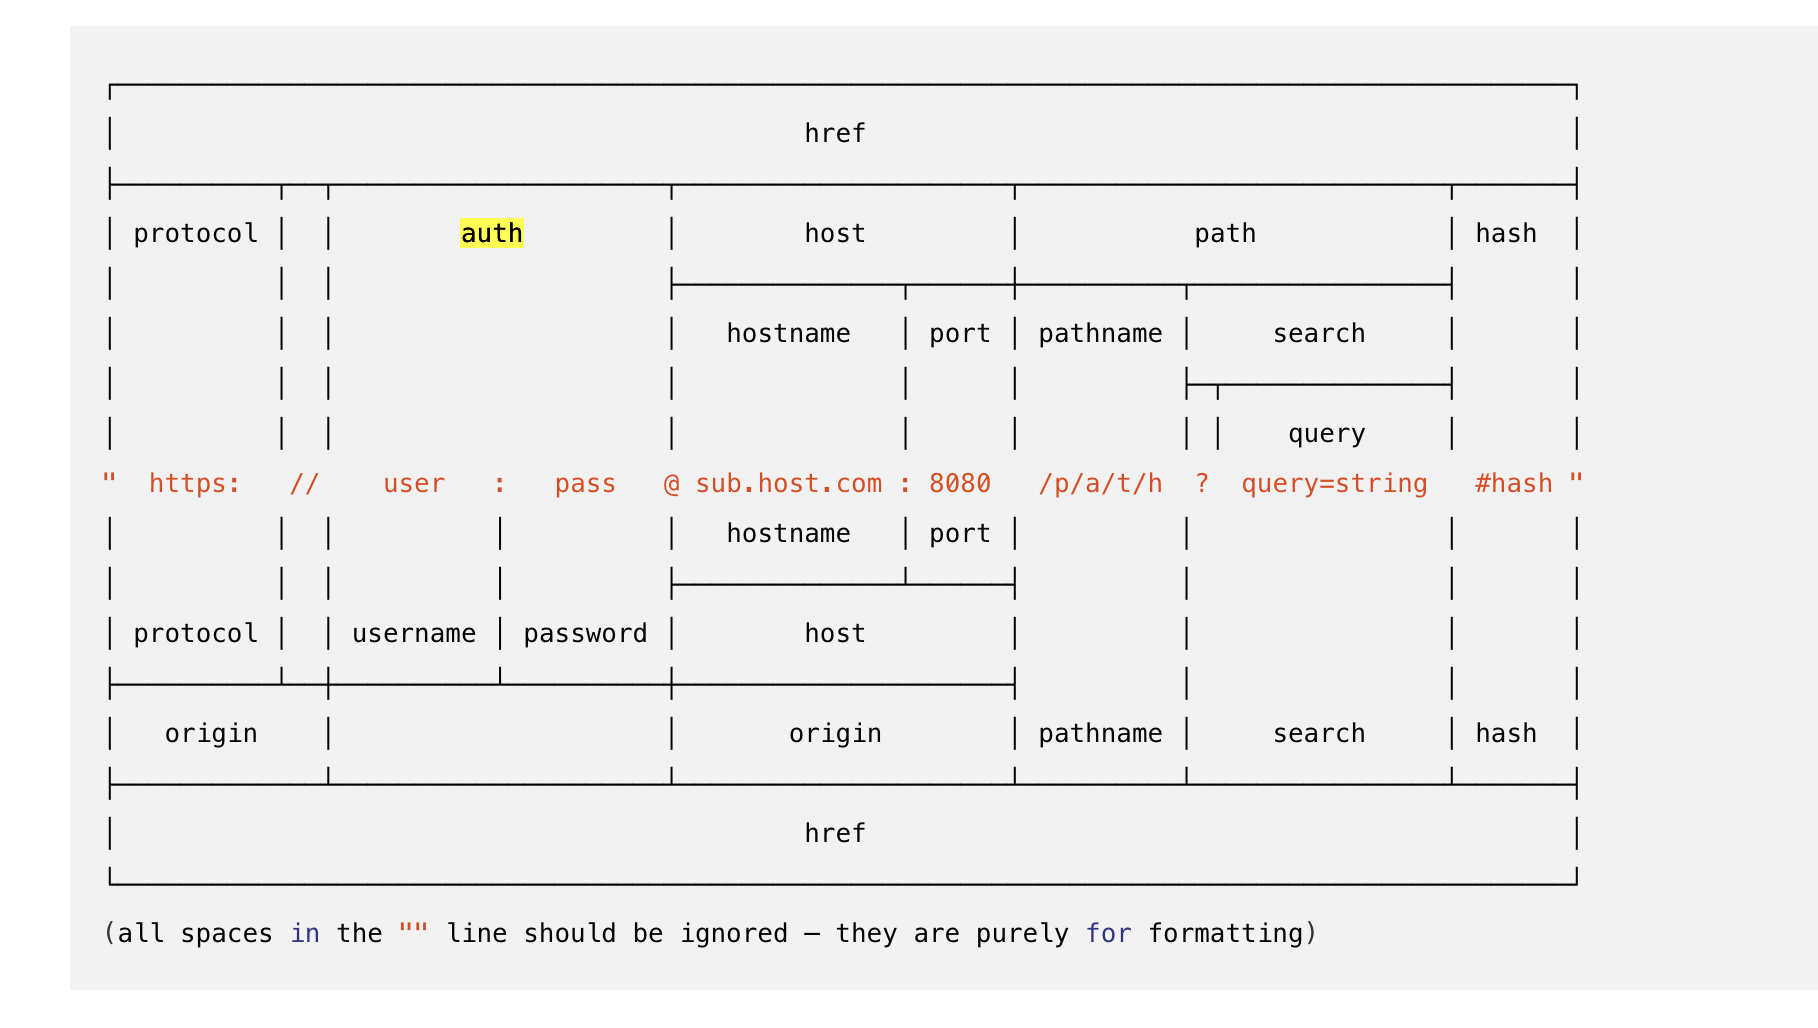 href
protocol auth host path hash
hostname port pathname search
query
" https: // user : pass @ sub.host.com : 8080 /p/a/t/h ? query=string #hash "
hostname port
protocol username password host
origin origin pathname search hash
href
(all spaces in the "" line should be ignored — they are purely for formatting)